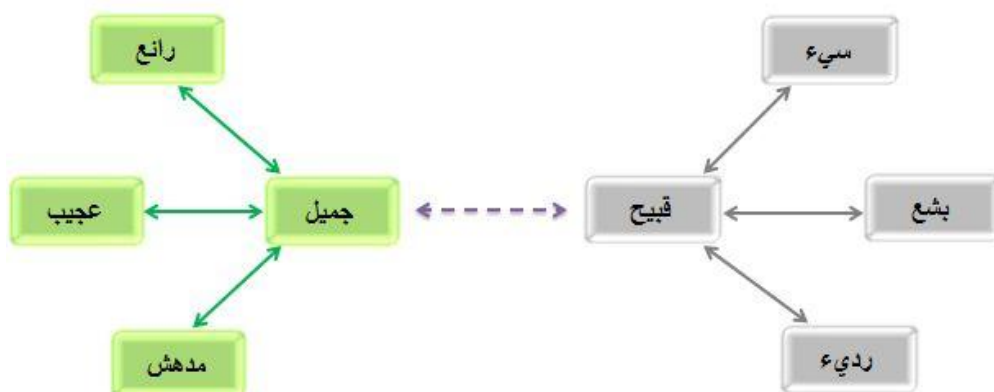 رائع
سيء
عجيب
جميل
قبيح
بشع
مدهش
رديء